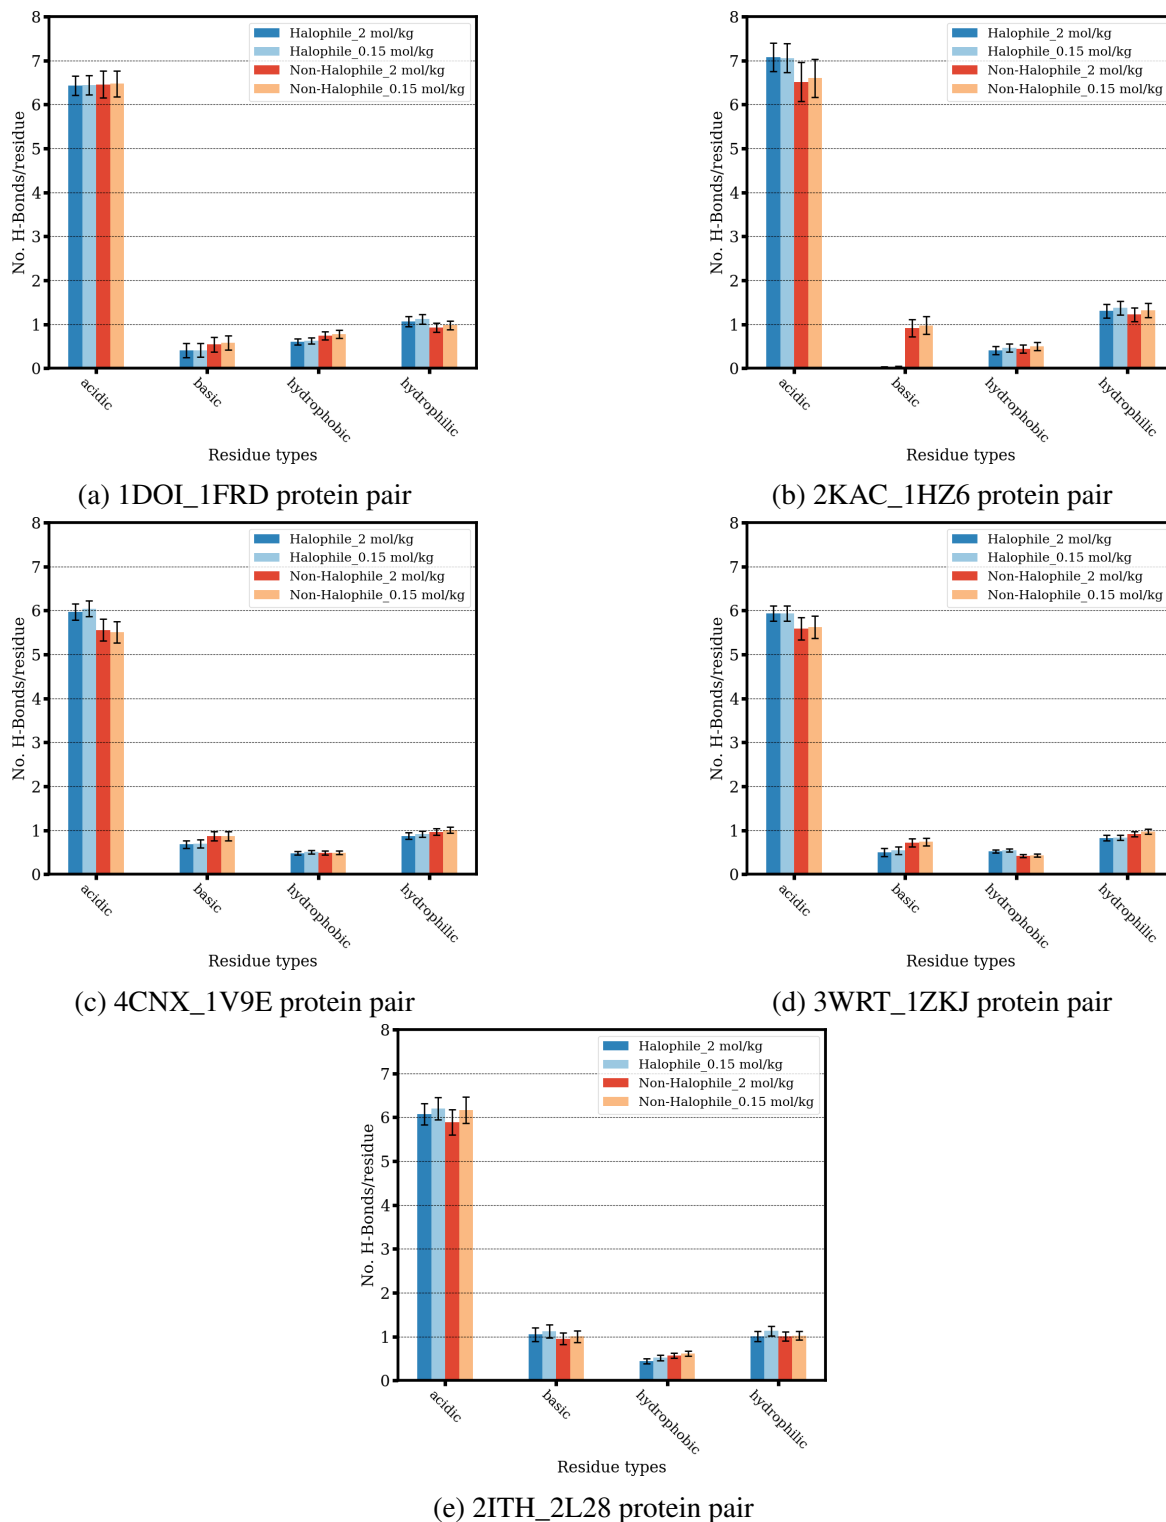 8
7
6
5
4
3
2
1
0
No. H-Bonds/residue
Halophile_2 mol/kg
Halophile_0.15 mol/kg
Non-Halophile_2 mol/kg
Non-Halophile_0.15 mol/kg
acidic
basic
hydrophobic
hydrophilic
Residue types
(a) 1DOI_1FRD protein pair
8
7
6
5
4
3
2
1
0
No. H-Bonds/residue
Halophile_2 mol/kg
Halophile_0.15 mol/kg
Non-Halophile_2 mol/kg
Non-Halophile_0.15 mol/kg
acidic
basic
hydrophobic
hydrophilic
Residue types
(b) 2KAC_1HZ6 protein pair
8
7
6
5
4
3
2
1
0
No. H-Bonds/residue
Halophile_2 mol/kg
Halophile_0.15 mol/kg
Non-Halophile_2 mol/kg
Non-Halophile_0.15 mol/kg
acidic
basic
hydrophobic
hydrophilic
Residue types
(c) 4CNX_1V9E protein pair
8
7
6
5
4
3
2
1
0
No. H-Bonds/residue
Halophile_2 mol/kg
Halophile_0.15 mol/kg
Non-Halophile_2 mol/kg
Non-Halophile_0.15 mol/kg
acidic
basic
hydrophobic
hydrophilic
Residue types
(d) 3WRT_1ZKJ protein pair
8
7
6
5
4
3
2
1
0
No. H-Bonds/residue
Halophile_2 mol/kg
Halophile_0.15 mol/kg
Non-Halophile_2 mol/kg
Non-Halophile_0.15 mol/kg
acidic
basic
hydrophobic
hydrophilic
Residue types
(e) 2ITH_2L28 protein pair